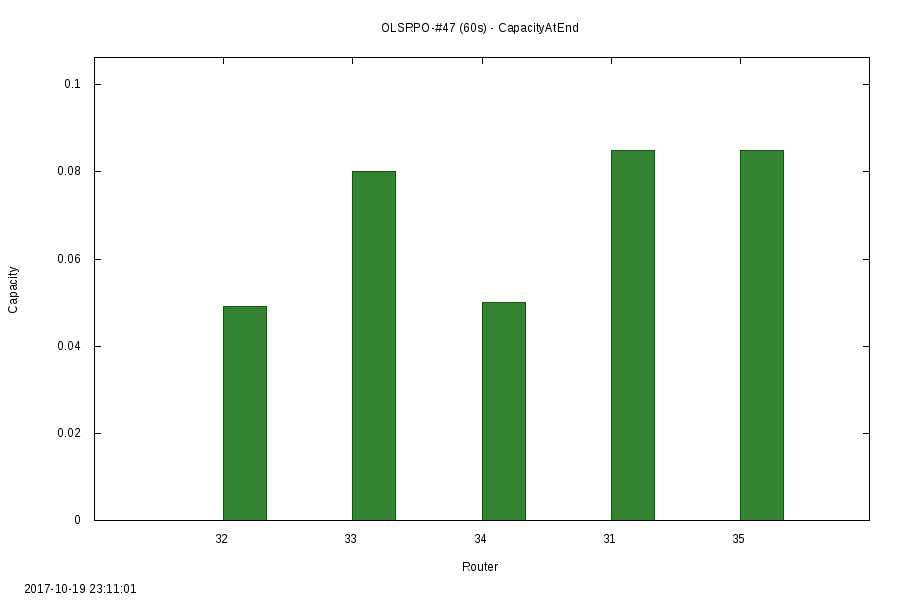 OLSRPO-#47 (60s) - CapacityAtEnd
0.1
0.08
0.06
0.04
0.02
0
Capacity
32 33 34 31 35
Router
2017-10-19 23:11:01